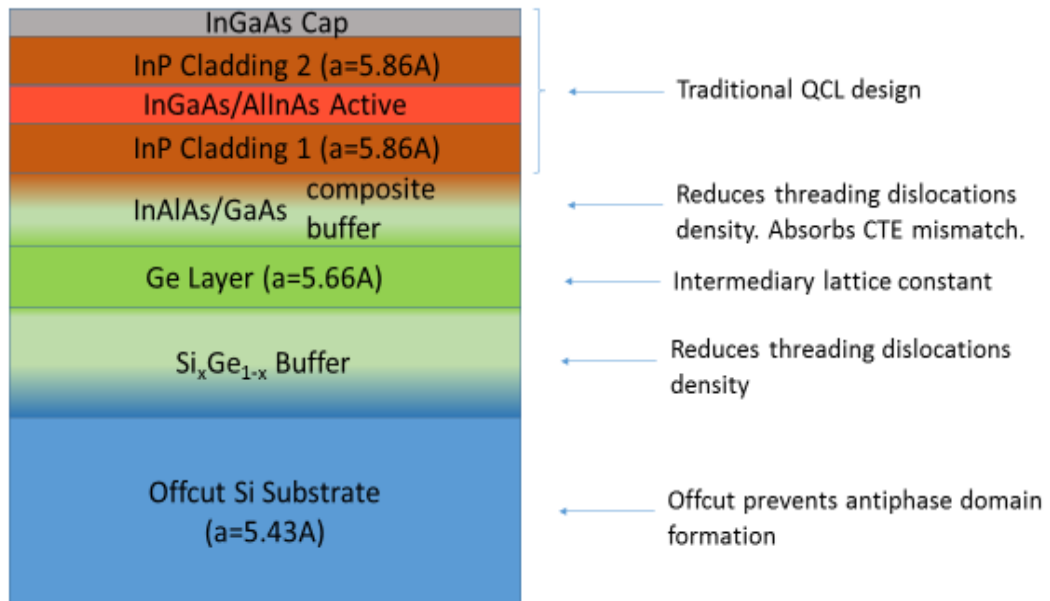 InGaAs Cap
InP Cladding 2 (a=5.86A)
InGaAs/AlInAs Active
InP Cladding 1 (a=5.86A)
InAlAs/GaAs composite
buffer
Ge Layer (a=5.66A)
SixGe1-x Buffer
Offcut Si Substrate
(a=5.43A)
Traditional QCL design
Reduces threading dislocations
density. Absorbs CTE mismatch.
Intermediary lattice constant
Reduces threading dislocations
density
Offcut prevents antiphase domain
formation